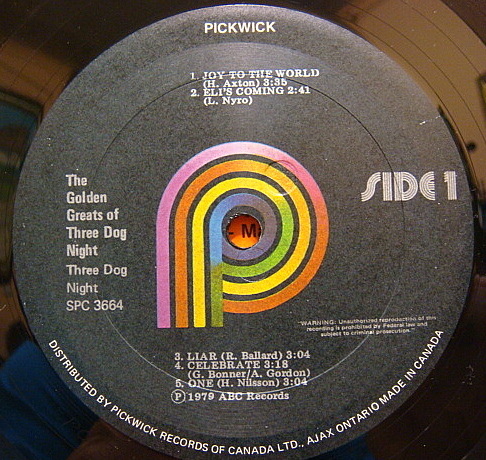 PICKWICK
1. JOY TO THE WORLD
(H. Axton) 3:35
2. ELI'S COMING 2:41
(L. Nyro)
The
Golden
Greats of
Three Dog
Night
Three Dog
Night
SPC 3664
SIDE 1
"WARNING: Unauthorized reproduction of this
recording is prohibited by Federal law and
subject to criminal prosecution."
3. LIAR (R. Ballard) 3:04
4. CELEBRATE 3:18
(G. Bonner/A. Gordon)
5. ONE (H. Nilsson) 3:04
Ⓟ 1979 ABC Records
DISTRIBUTED BY PICKWICK RECORDS OF CANADA LTD., AJAX ONTARIO MADE IN CANADA